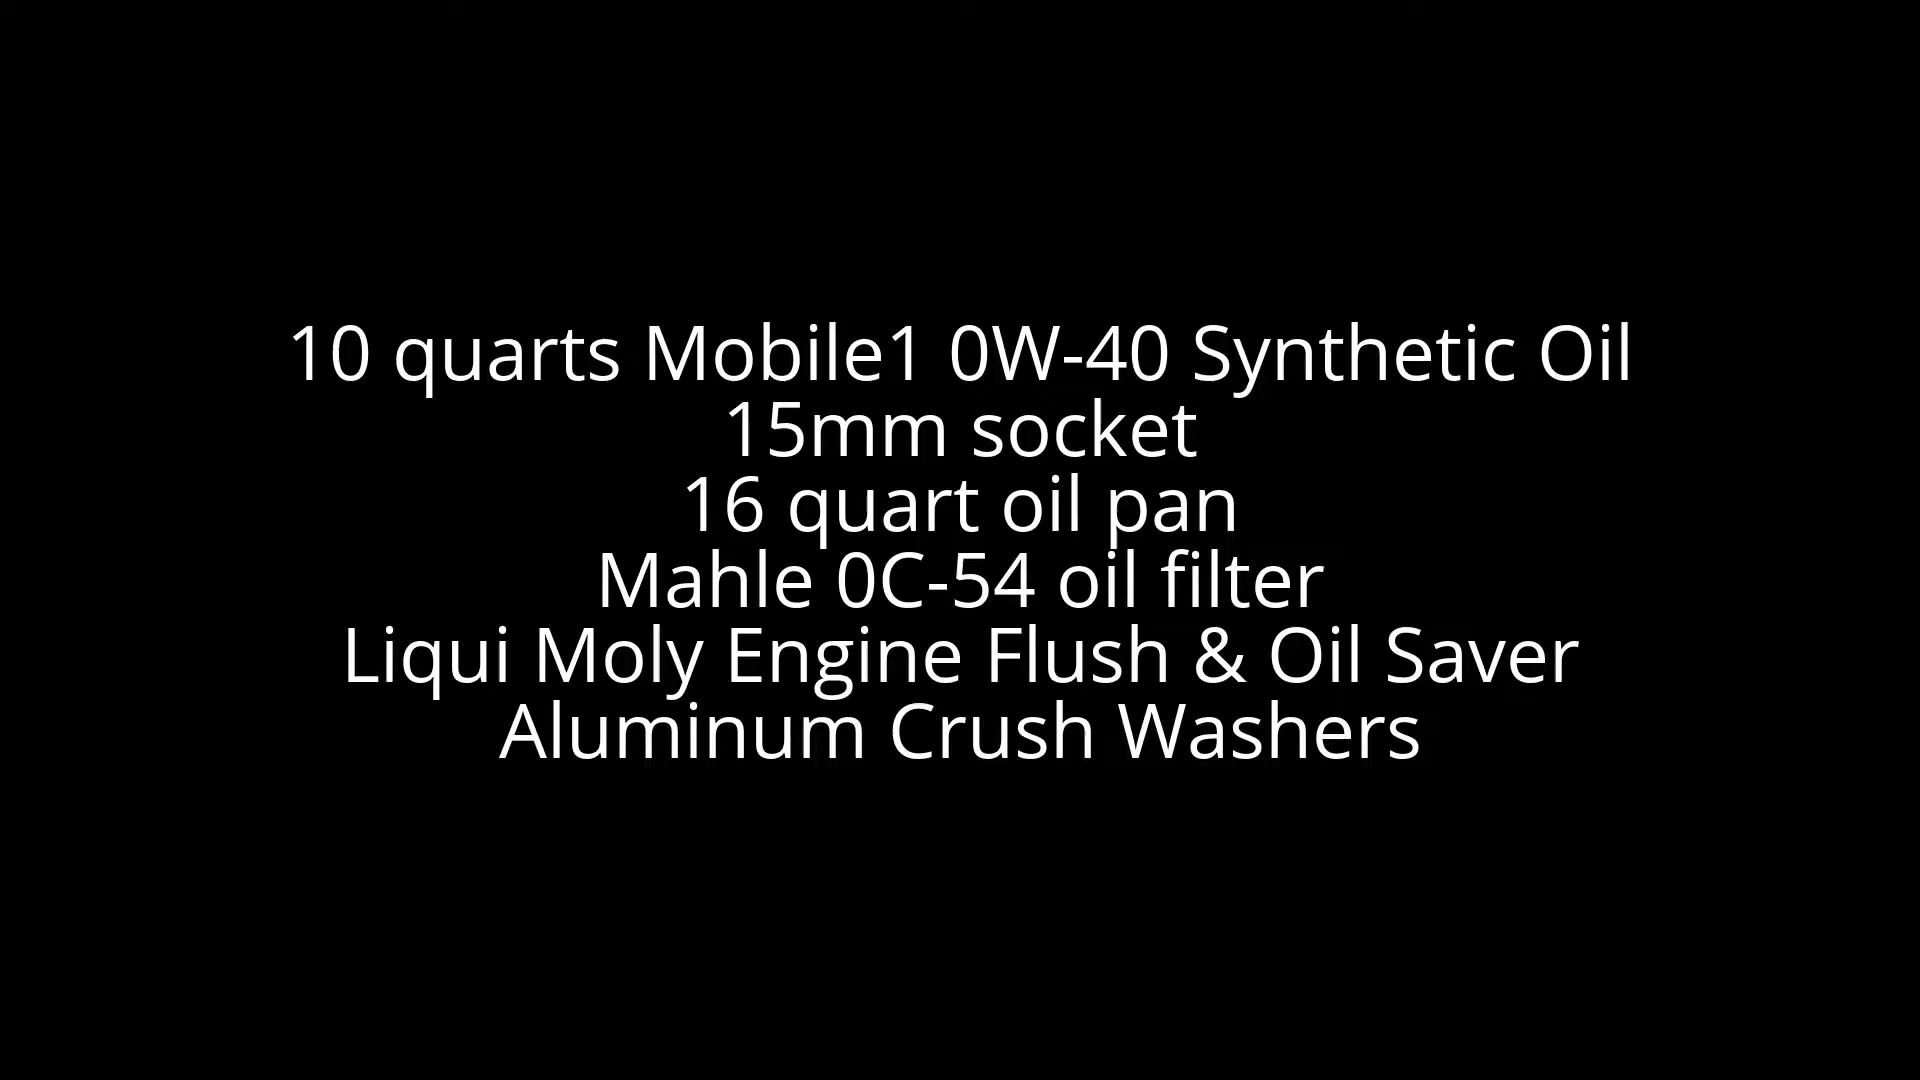 10 quarts Mobile1 0W-40 Synthetic Oil
15mm socket
16 quart oil pan
Mahle 0C-54 oil filter
Liqui Moly Engine Flush & Oil Saver
Aluminum Crush Washers